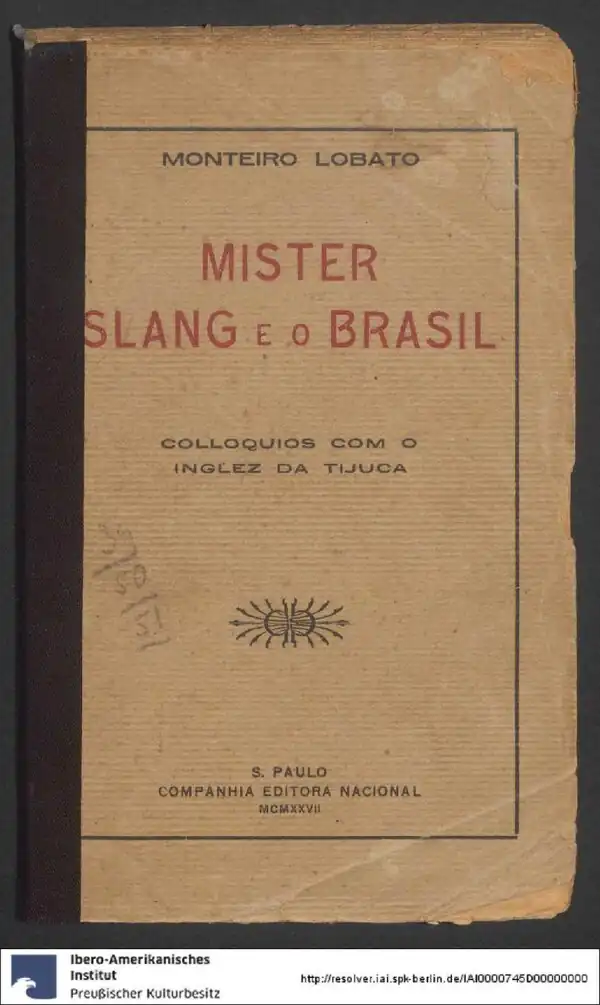 MONTEIRO LOBATO
MISTER
SLANG E O BRASIL
COLLOQUIOS COM O
INGLEZ DA TIJUCA
S. PAULO
COMPANHIA EDITORA NACIONAL
MCMXXVII
Ibero-Amerikanisches
Institut
Preußischer Kulturbesitz
http://resolver.iai.spk-berlin.de/IAI0000745D00000000